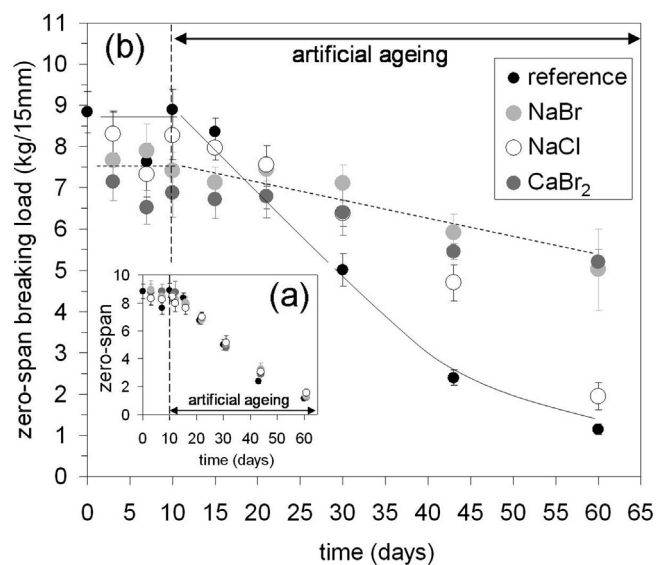 (b)
artificial ageing
reference
NaBr
NaCl
CaBr₂
zero-span breaking load (kg/15mm)
11
10
9
8
7
6
5
4
3
2
1
0
0 5 10 15 20 25 30 35 40 45 50 55 60 65
time (days)
(a)
zero-span
10
8
6
4
2
0
artificial ageing
0 10 20 30 40 50 60
time (days)